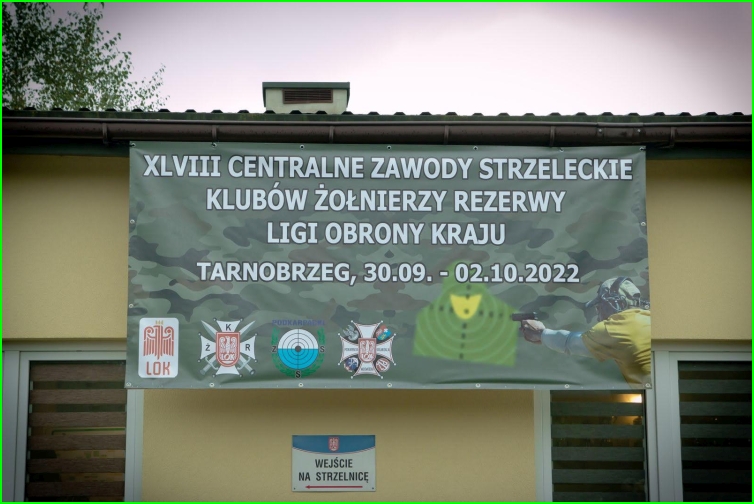 XLVIII CENTRALNE ZAWODY STRZELECKIE
KLUBÓW ŻOŁNIERZY REZERWY
LIGI OBRONY KRAJU
TARNOBRZEG, 30.09. - 02.10.2022
LOK
K
Ż R
Z S
S
WEJŚCIE
NA STRZELNICĘ